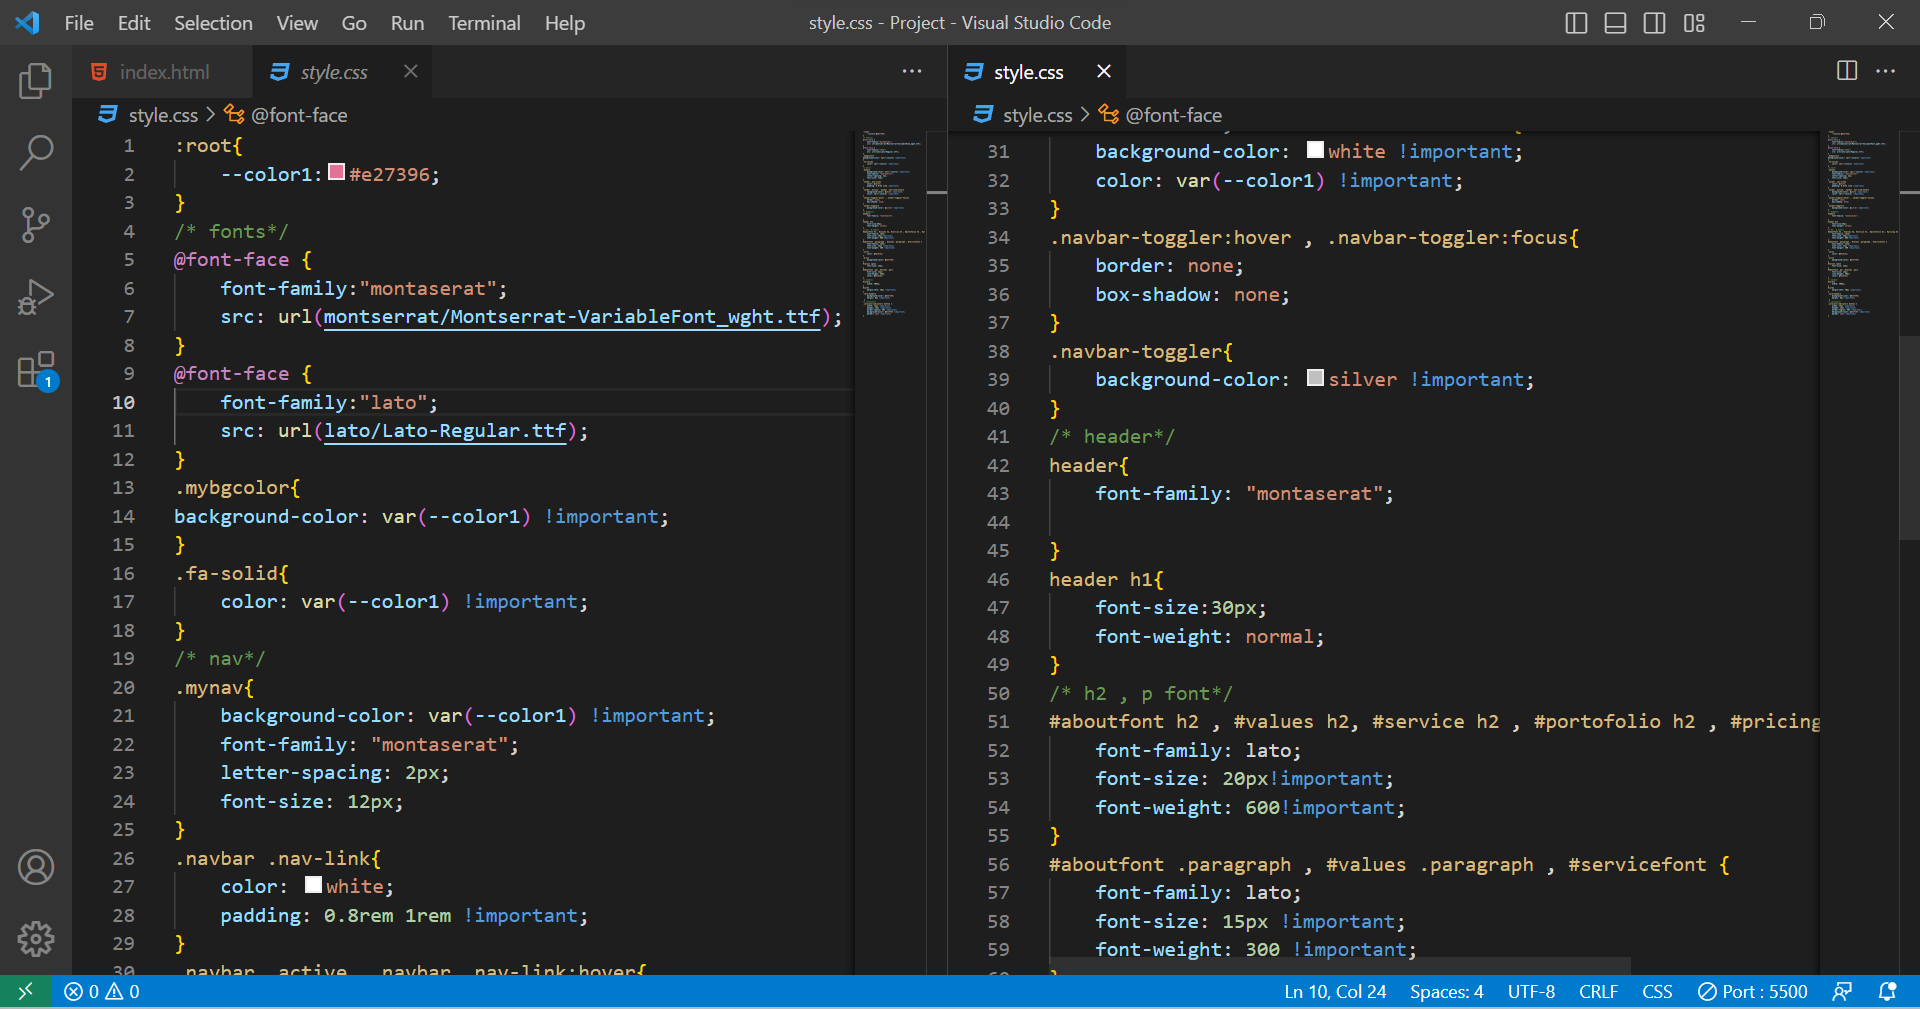 File Edit Selection View Go Run Terminal Help
style.css - Project - Visual Studio Code
index.html
style.css
style.css > @font-face
1 :root{
2 --color1: #e27396;
3 }
4 /* fonts*/
5 @font-face {
6 font-family:"montaserat";
7 src: url(montserrat/Montserrat-VariableFont_wght.ttf);
8 }
9 @font-face {
10 font-family:"lato";
11 src: url(lato/Lato-Regular.ttf);
12 }
13 .mybgcolor{
14 background-color: var(--color1) !important;
15 }
16 .fa-solid{
17 color: var(--color1) !important;
18 }
19 /* nav*/
20 .mynav{
21 background-color: var(--color1) !important;
22 font-family: "montaserat";
23 letter-spacing: 2px;
24 font-size: 12px;
25 }
26 .navbar .nav-link{
27 color: white;
28 padding: 0.8rem 1rem !important;
29 }
30 .navbar .active , .navbar .nav-link:hover{
style.css
style.css > @font-face
31 background-color: white !important;
32 color: var(--color1) !important;
33 }
34 .navbar-toggler:hover , .navbar-toggler:focus{
35 border: none;
36 box-shadow: none;
37 }
38 .navbar-toggler{
39 background-color: silver !important;
40 }
41 /* header*/
42 header{
43 font-family: "montaserat";
44
45 }
46 header h1{
47 font-size:30px;
48 font-weight: normal;
49 }
50 /* h2 , p font*/
51 #aboutfont h2 , #values h2, #service h2 , #portofolio h2 , #pricing
52 font-family: lato;
53 font-size: 20px!important;
54 font-weight: 600!important;
55 }
56 #aboutfont .paragraph , #values .paragraph , #servicefont {
57 font-family: lato;
58 font-size: 15px !important;
59 font-weight: 300 !important;
60 }
1
0 0
Ln 10, Col 24 Spaces: 4 UTF-8 CRLF CSS Port : 5500